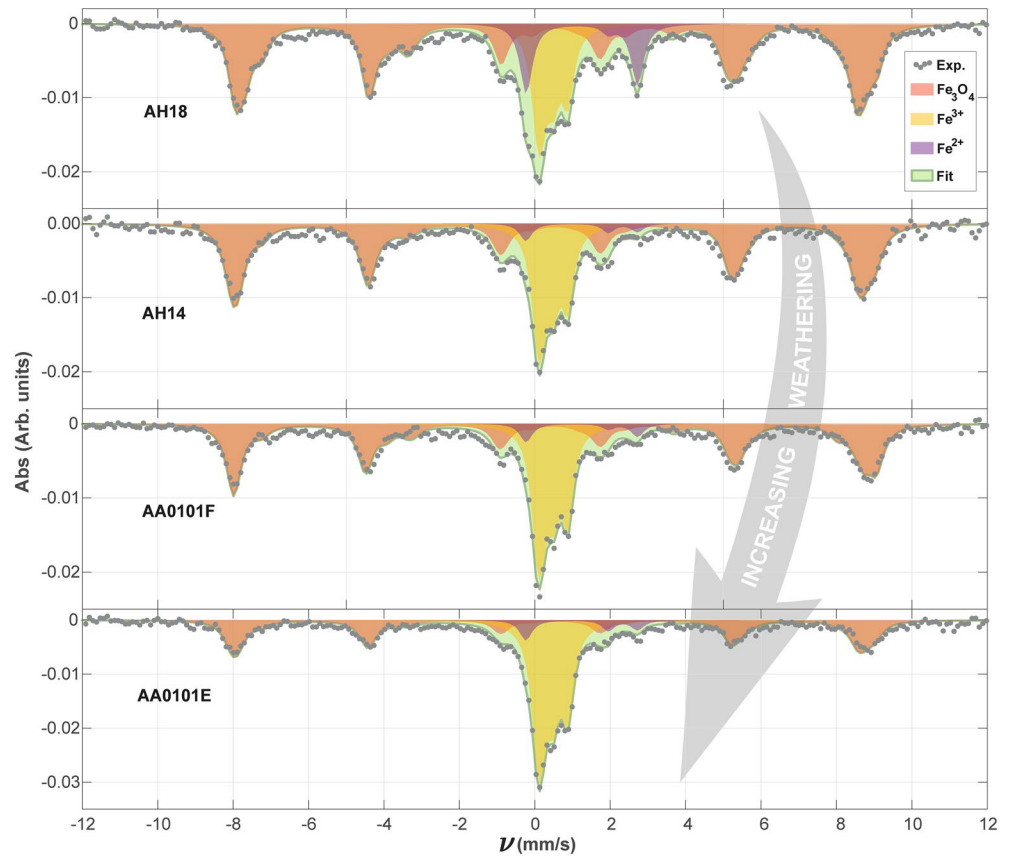 0
-0.01
-0.02
AH18
Exp.
Fe3O4
Fe3+
Fe2+
Fit
0.00
-0.01
-0.02
AH14
0
-0.01
-0.02
AA0101F
0
-0.01
-0.02
-0.03
AA0101E
INCREASING WEATHERING
Abs (Arb. units)
-12 -10 -8 -6 -4 -2 0 2 4 6 8 10 12
ν (mm/s)